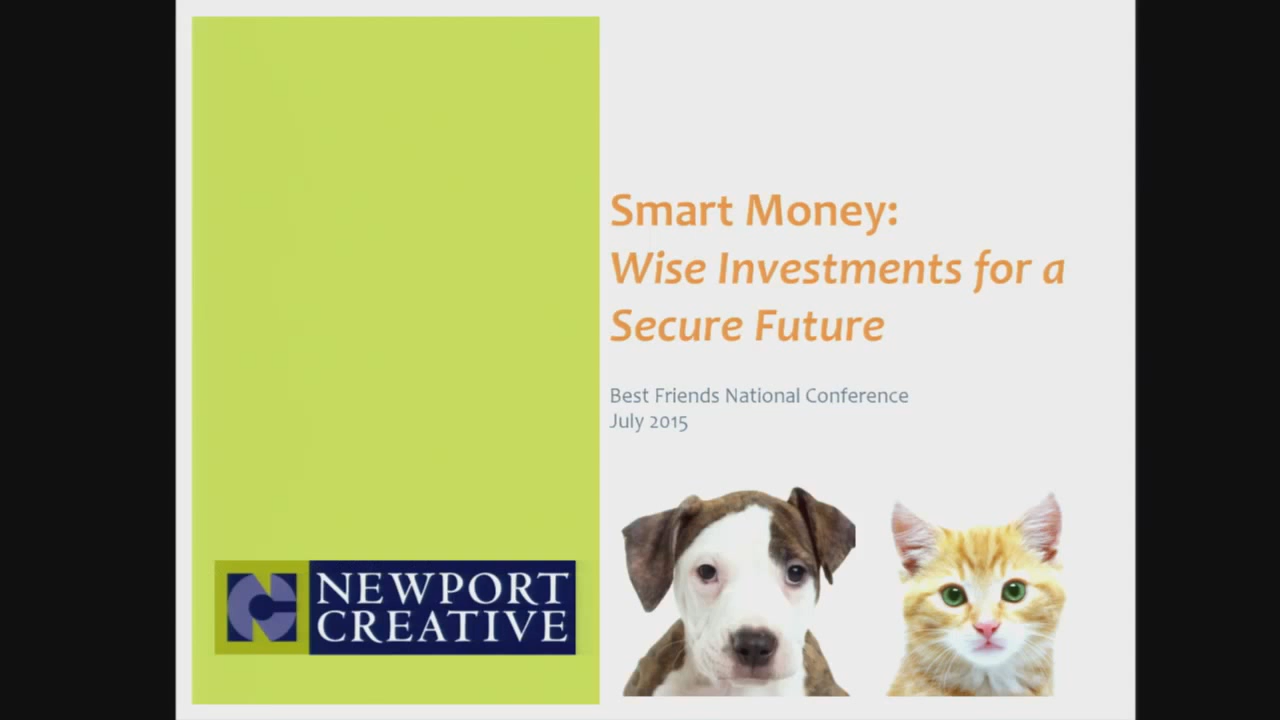 Smart Money:
Wise Investments for a
Secure Future
Best Friends National Conference
July 2015
NEWPORT
CREATIVE